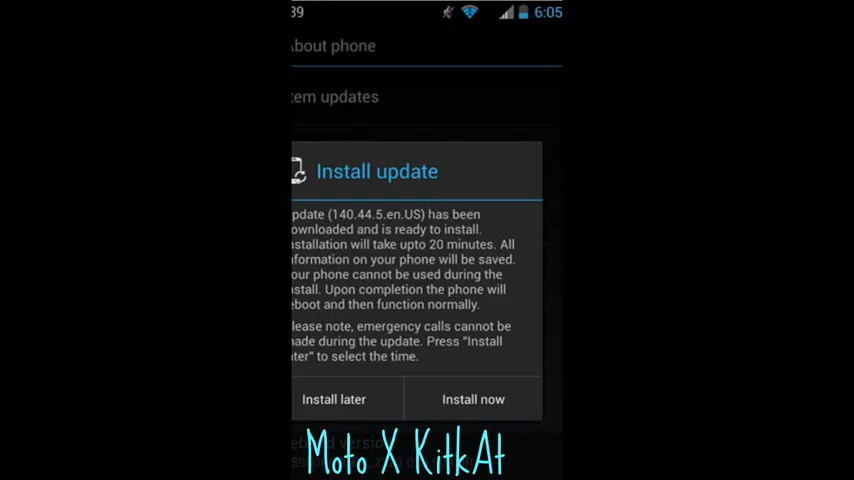 39 6:05
About phone
tem updates
Install update
pdate (140.44.5.en.US) has been
ownloaded and is ready to install.
nstallation will take upto 20 minutes. All
nformation on your phone will be saved.
our phone cannot be used during the
nstall. Upon completion the phone will
eboot and then function normally.
lease note, emergency calls cannot be
nade during the update. Press "Install
ater" to select the time.
Install later Install now
Moto X KitkAt